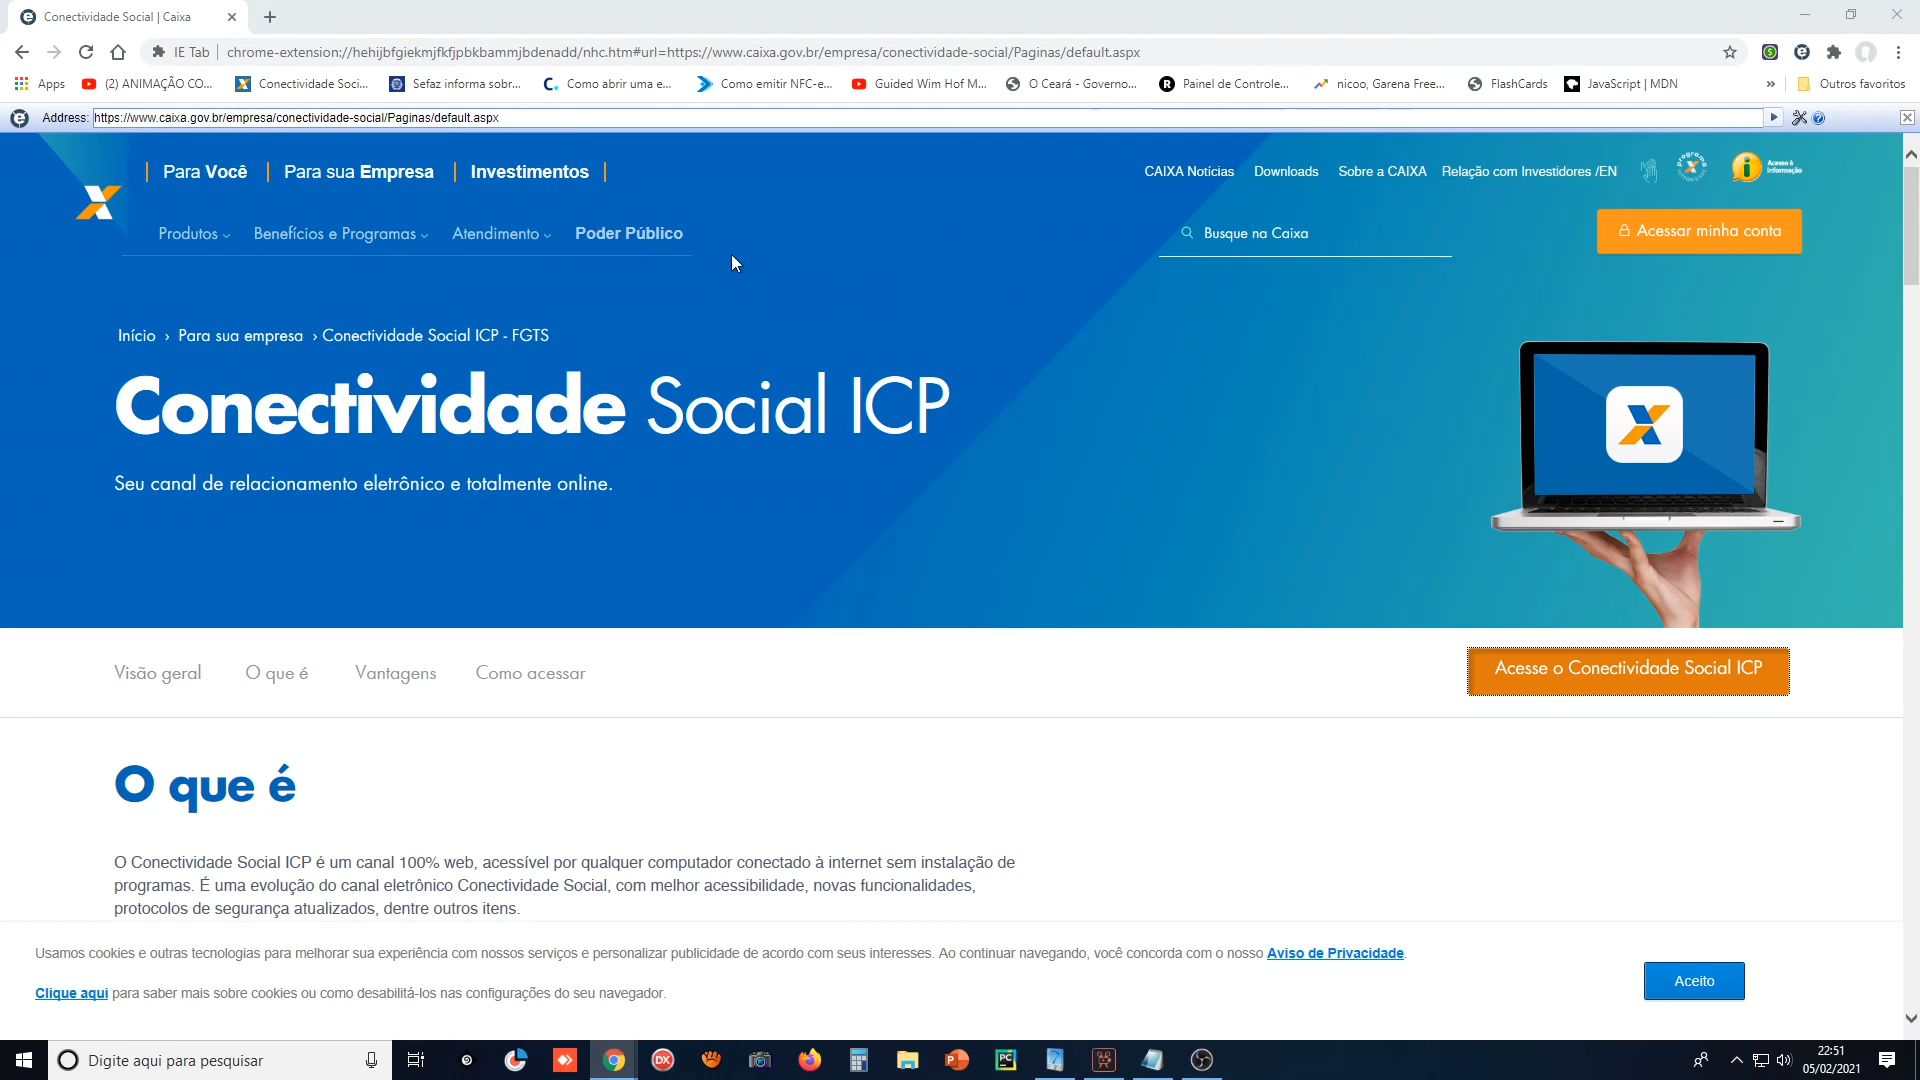 Conectividade Social | Caixa
IE Tab
chrome-extension://hehijbfgiekmjfkfjpbkbammjbdenadd/nhc.htm#url=https://www.caixa.gov.br/empresa/conectividade-social/Paginas/default.aspx
Apps
(2) ANIMAÇÃO CO...
Conectividade Soci...
Sefaz informa sobr...
Como abrir uma e...
Como emitir NFC-e...
Guided Wim Hof M...
O Ceará - Governo...
Painel de Controle...
nicoo, Garena Free...
FlashCards
JavaScript | MDN
»
Outros favoritos
Address: https://www.caixa.gov.br/empresa/conectividade-social/Paginas/default.aspx
Para Você
Para sua Empresa
Investimentos
CAIXA Notícias
Downloads
Sobre a CAIXA
Relação com Investidores /EN
Acesso à
Informação
Produtos
Benefícios e Programas
Atendimento
Poder Público
Busque na Caixa
Acessar minha conta
Início › Para sua empresa › Conectividade Social ICP - FGTS
Conectividade Social ICP
Seu canal de relacionamento eletrônico e totalmente online.
Visão geral
O que é
Vantagens
Como acessar
Acesse o Conectividade Social ICP
O que é
O Conectividade Social ICP é um canal 100% web, acessível por qualquer computador conectado à internet sem instalação de
programas. É uma evolução do canal eletrônico Conectividade Social, com melhor acessibilidade, novas funcionalidades,
protocolos de segurança atualizados, dentre outros itens.
Usamos cookies e outras tecnologias para melhorar sua experiência com nossos serviços e personalizar publicidade de acordo com seus interesses. Ao continuar navegando, você concorda com o nosso Aviso de Privacidade.
Clique aqui para saber mais sobre cookies ou como desabilitá-los nas configurações do seu navegador.
Aceito
Digite aqui para pesquisar
22:51
05/02/2021